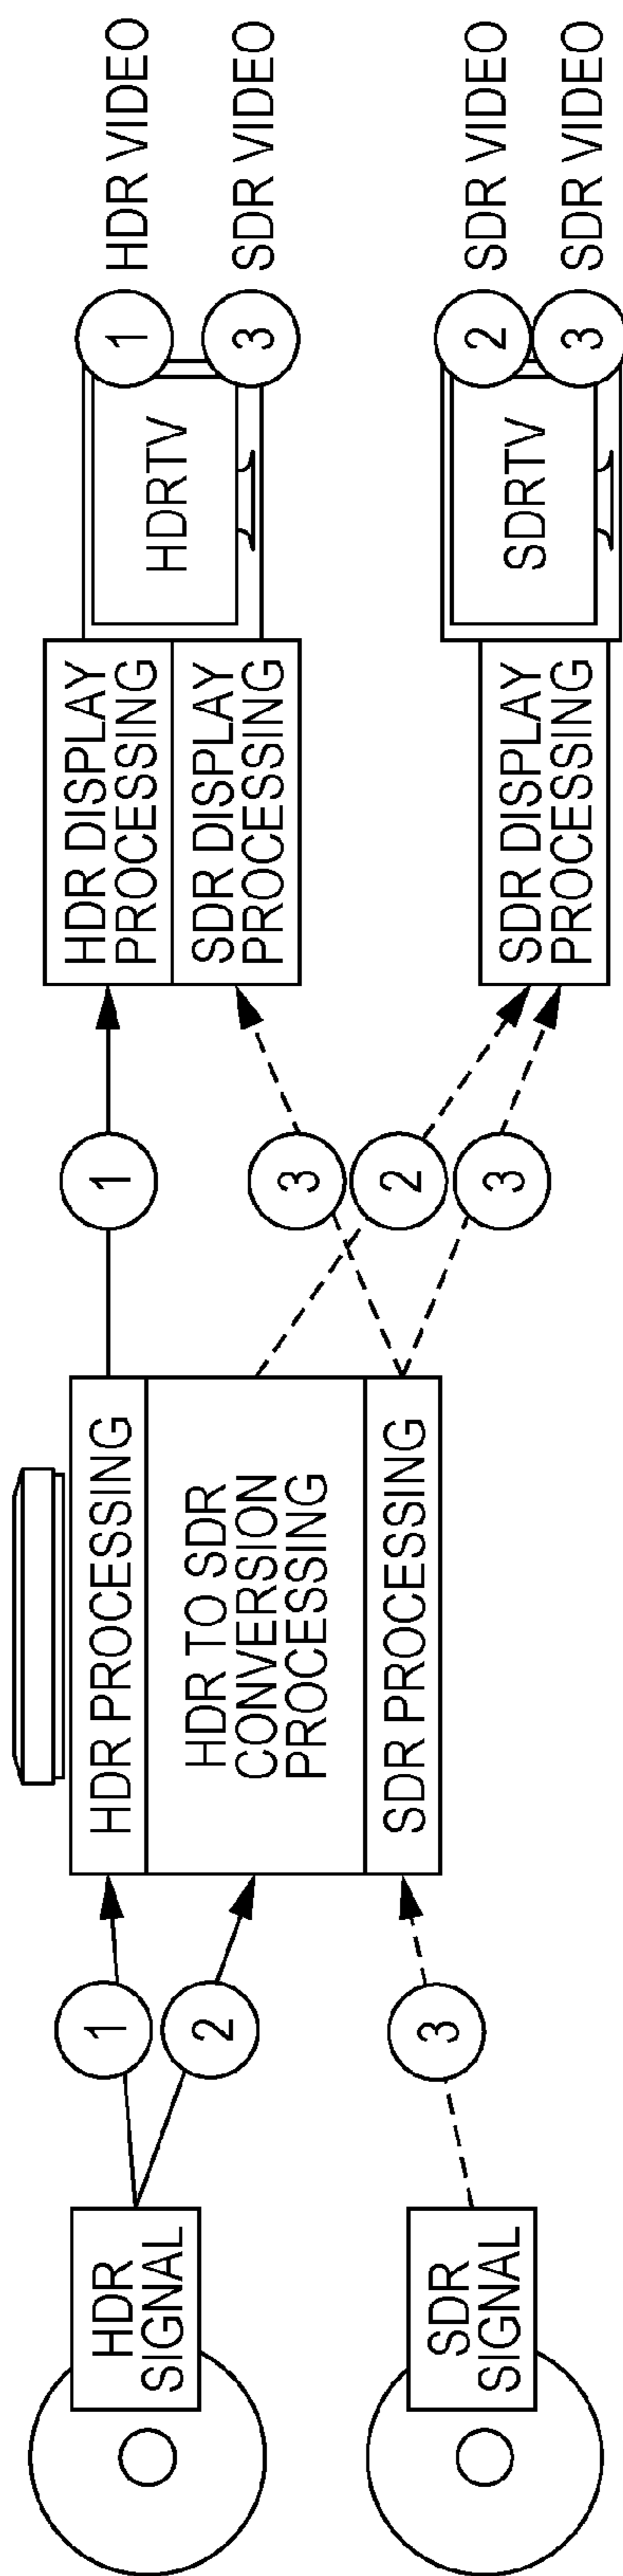 HDR
SIGNAL
SDR
SIGNAL
1
2
3
HDR PROCESSING
HDR TO SDR
CONVERSION
PROCESSING
SDR PROCESSING
1
3
2
3
HDR DISPLAY
PROCESSING
SDR DISPLAY
PROCESSING
SDR DISPLAY
PROCESSING
HDRTV
SDRTV
1 HDR VIDEO
3 SDR VIDEO
2 SDR VIDEO
3 SDR VIDEO